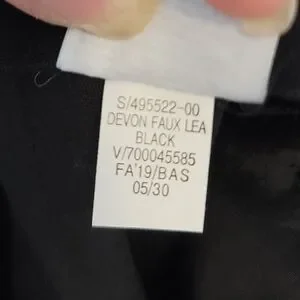 S/495522-00
DEVON FAUX LEA
BLACK
V/700045585
FA'19/BAS
05/30